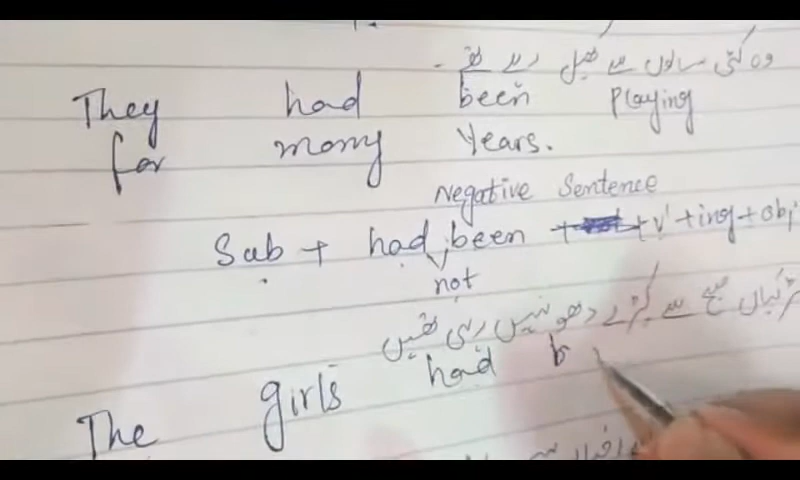 وہ کئی سالوں سے کھیل رہے تھے۔
They had been Playing
for many years.
Negative Sentence
Sub + had been + v' + ing + obj
not
لڑکیاں صبح سے کپڑے دھو نہیں رہی تھیں
The girls had b